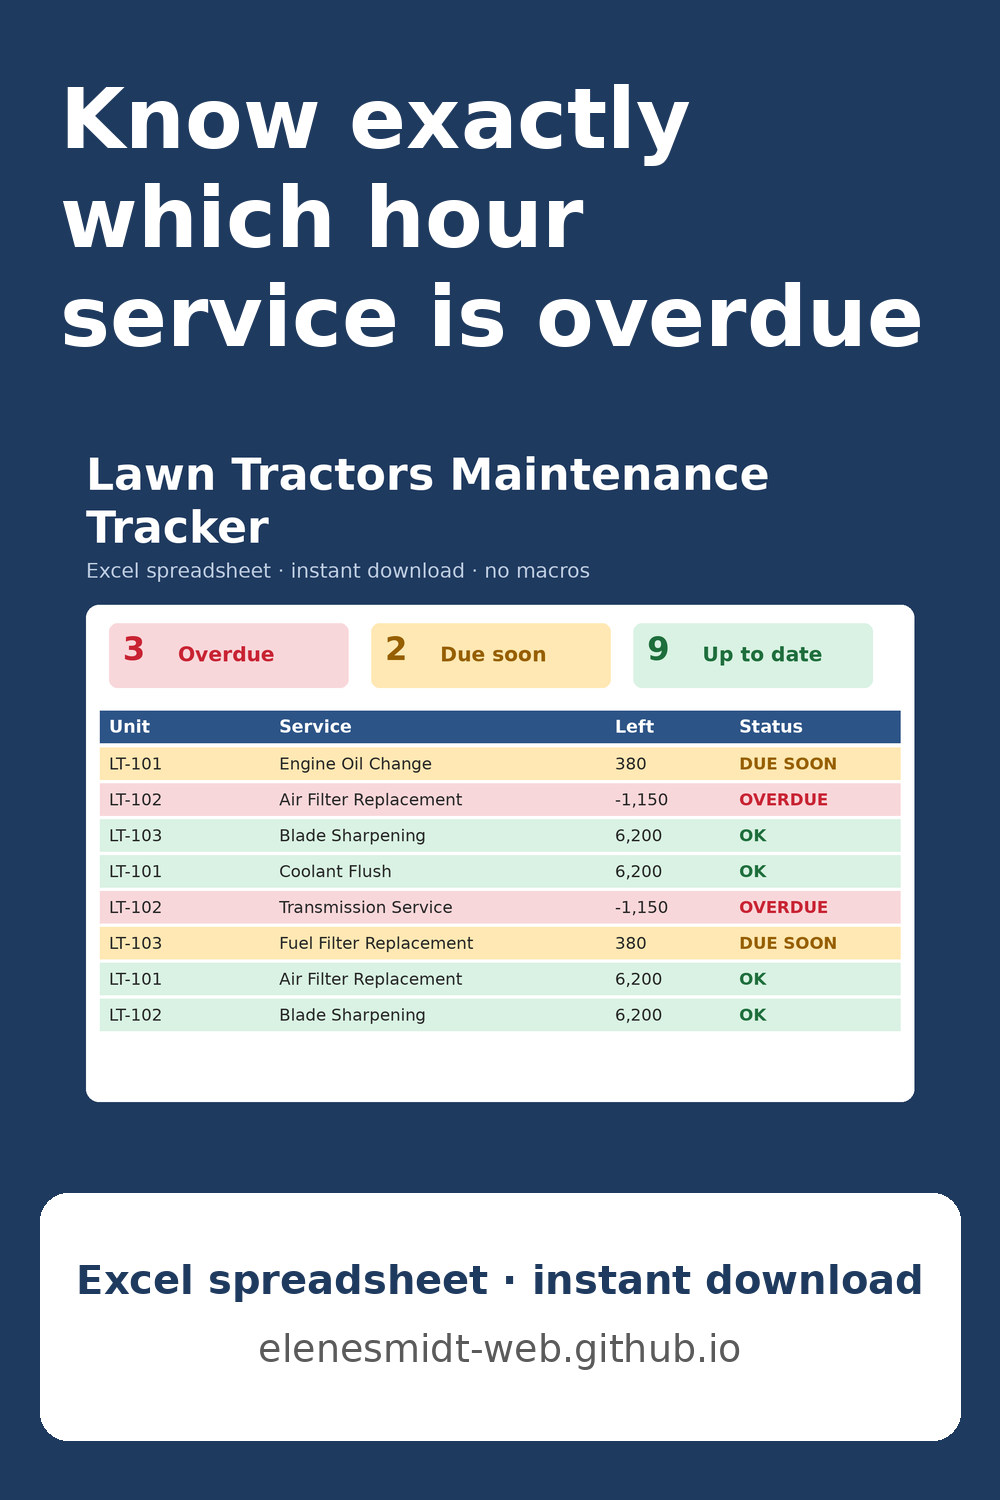 Know exactly
which hour
service is overdue
Lawn Tractors Maintenance
Tracker
Excel spreadsheet · instant download · no macros
3 Overdue 2 Due soon 9 Up to date
Unit Service Left Status
LT-101 Engine Oil Change 380 DUE SOON
LT-102 Air Filter Replacement -1,150 OVERDUE
LT-103 Blade Sharpening 6,200 OK
LT-101 Coolant Flush 6,200 OK
LT-102 Transmission Service -1,150 OVERDUE
LT-103 Fuel Filter Replacement 380 DUE SOON
LT-101 Air Filter Replacement 6,200 OK
LT-102 Blade Sharpening 6,200 OK
Excel spreadsheet · instant download
elenesmidt-web.github.io